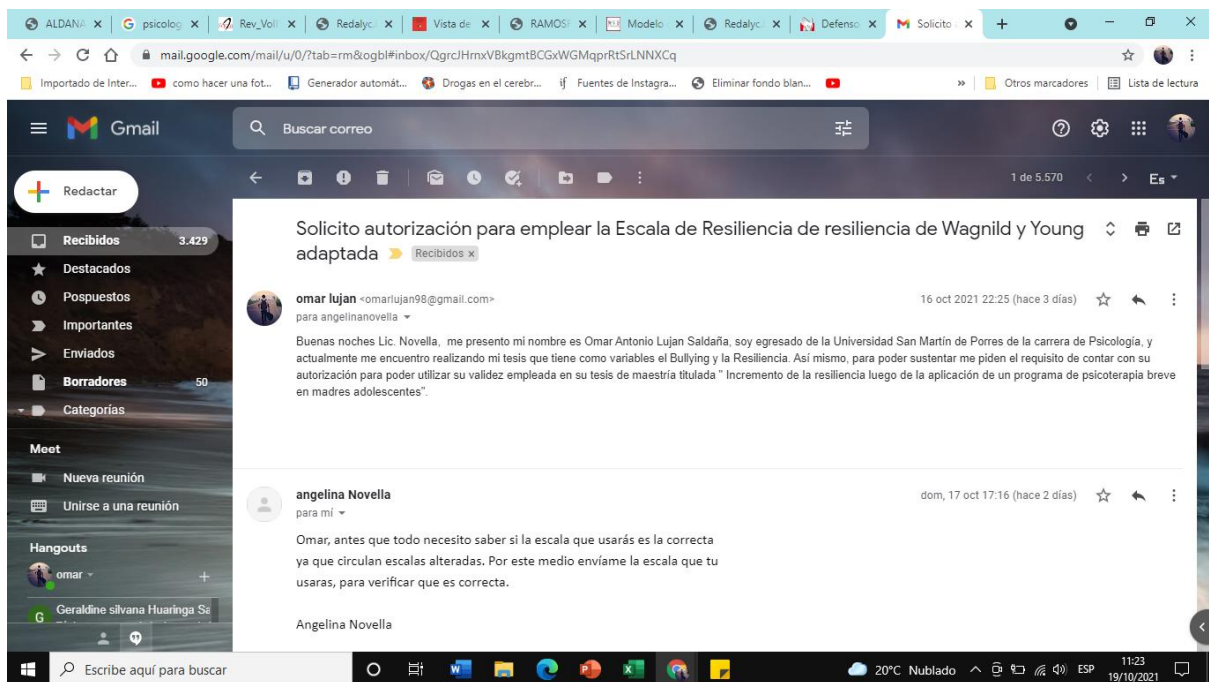 ALDANA
psicolog
Rev_Voll
Redalyc.
Vista de
RAMOSF
Modelo
Redalyc.
Defenso
Solicito
mail.google.com/mail/u/0/?tab=rm&ogbl#inbox/QgrcJHrnxVBkgmtBCGxWGMqprRtSrLNNXCq
Importado de Inter...
como hacer una fot...
Generador automát...
Drogas en el cerebr...
if Fuentes de Instagra...
Eliminar fondo blan...
»
Otros marcadores
Lista de lectura
Gmail
Buscar correo
Redactar
1 de 5.570
Es
Recibidos 3.429
Destacados
Pospuestos
Importantes
Enviados
Borradores 50
Categorías
Meet
Nueva reunión
Unirse a una reunión
Hangouts
omar
Geraldine silvana Huaringa Sa
Solicito autorización para emplear la Escala de Resiliencia de resiliencia de Wagnild y Young
adaptada Recibidos x
omar lujan <omarlujan98@gmail.com> 16 oct 2021 22:25 (hace 3 días)
para angelinanovella
Buenas noches Lic. Novella, me presento mi nombre es Omar Antonio Lujan Saldaña, soy egresado de la Universidad San Martín de Porres de la carrera de Psicología, y
actualmente me encuentro realizando mi tesis que tiene como variables el Bullying y la Resiliencia. Así mismo, para poder sustentar me piden el requisito de contar con su
autorización para poder utilizar su validez empleada en su tesis de maestría titulada " Incremento de la resiliencia luego de la aplicación de un programa de psicoterapia breve
en madres adolescentes".
angelina Novella dom, 17 oct 17:16 (hace 2 días)
para mí
Omar, antes que todo necesito saber si la escala que usarás es la correcta
ya que circulan escalas alteradas. Por este medio envíame la escala que tu
usaras, para verificar que es correcta.
Angelina Novella
Escribe aquí para buscar
20°C Nublado
ESP
11:23
19/10/2021